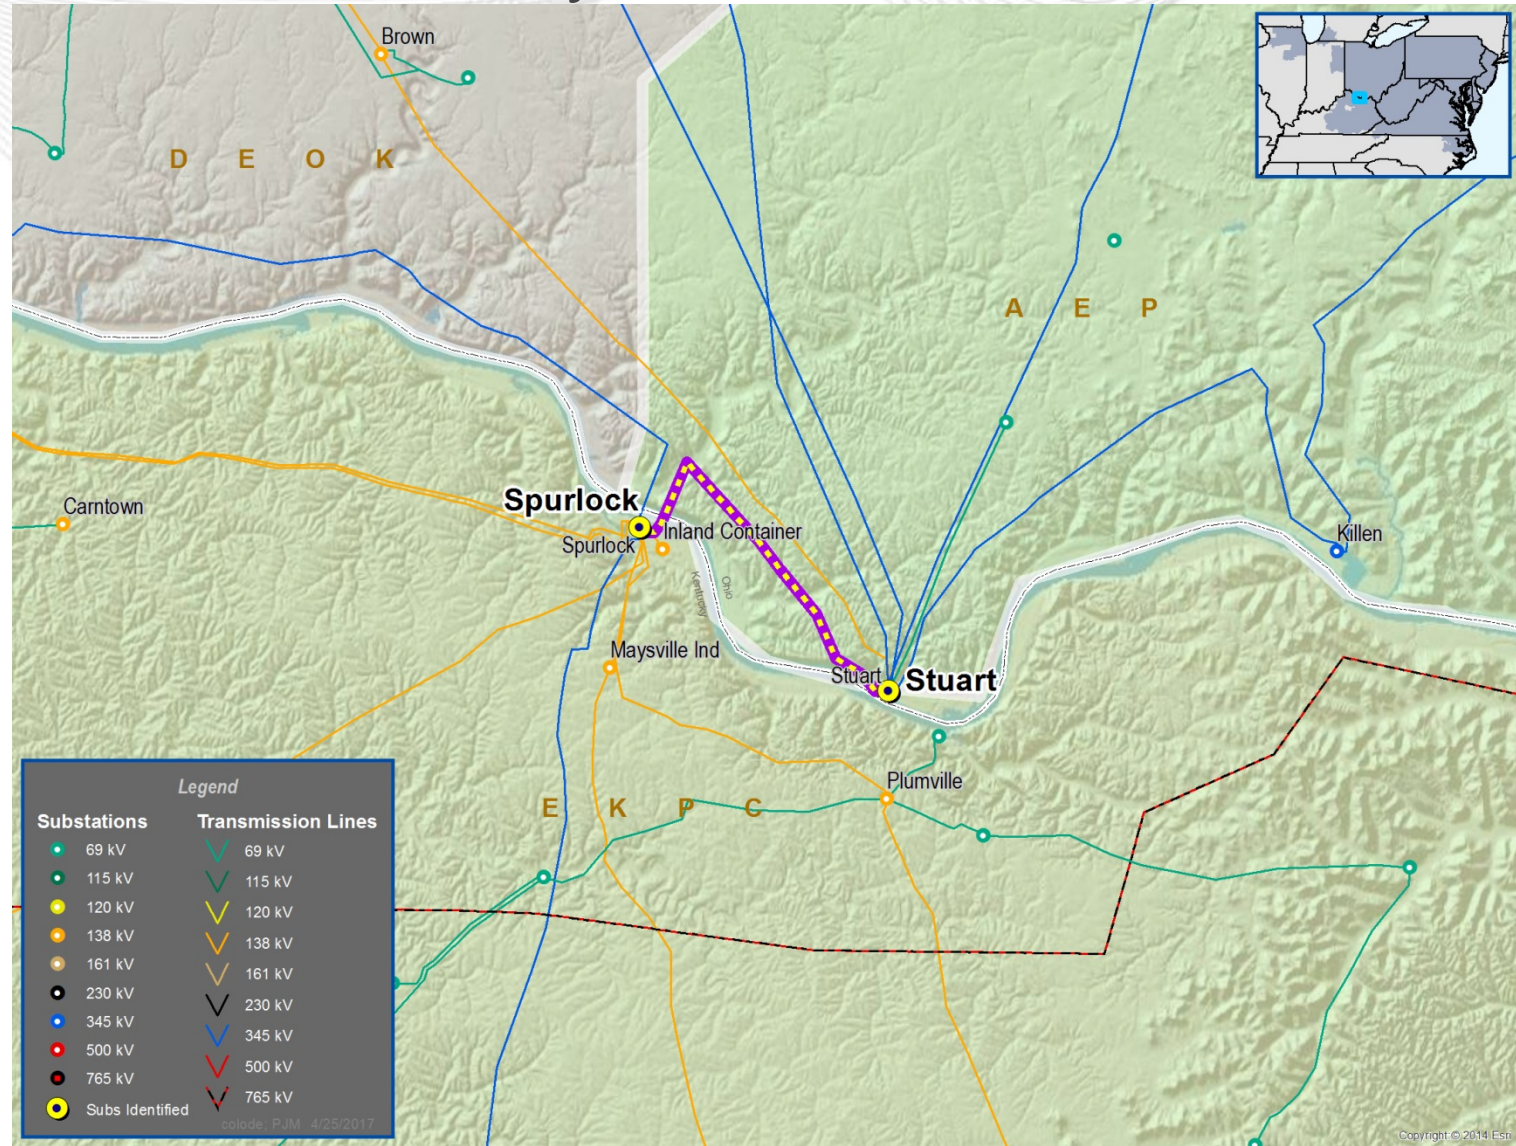 Brown
D E O K
A E P
Carntown
Spurlock
Spurlock
Inland Container
Killen
Ohio
Kentucky
Maysville Ind
Stuart
Stuart
Plumville
E K P C
Legend
Substations
69 kV
115 kV
120 kV
138 kV
161 kV
230 kV
345 kV
500 kV
765 kV
Subs Identified
Transmission Lines
69 kV
115 kV
120 kV
138 kV
161 kV
230 kV
345 kV
500 kV
765 kV
colode, PJM 4/25/2017
Copyright © 2014 Esri